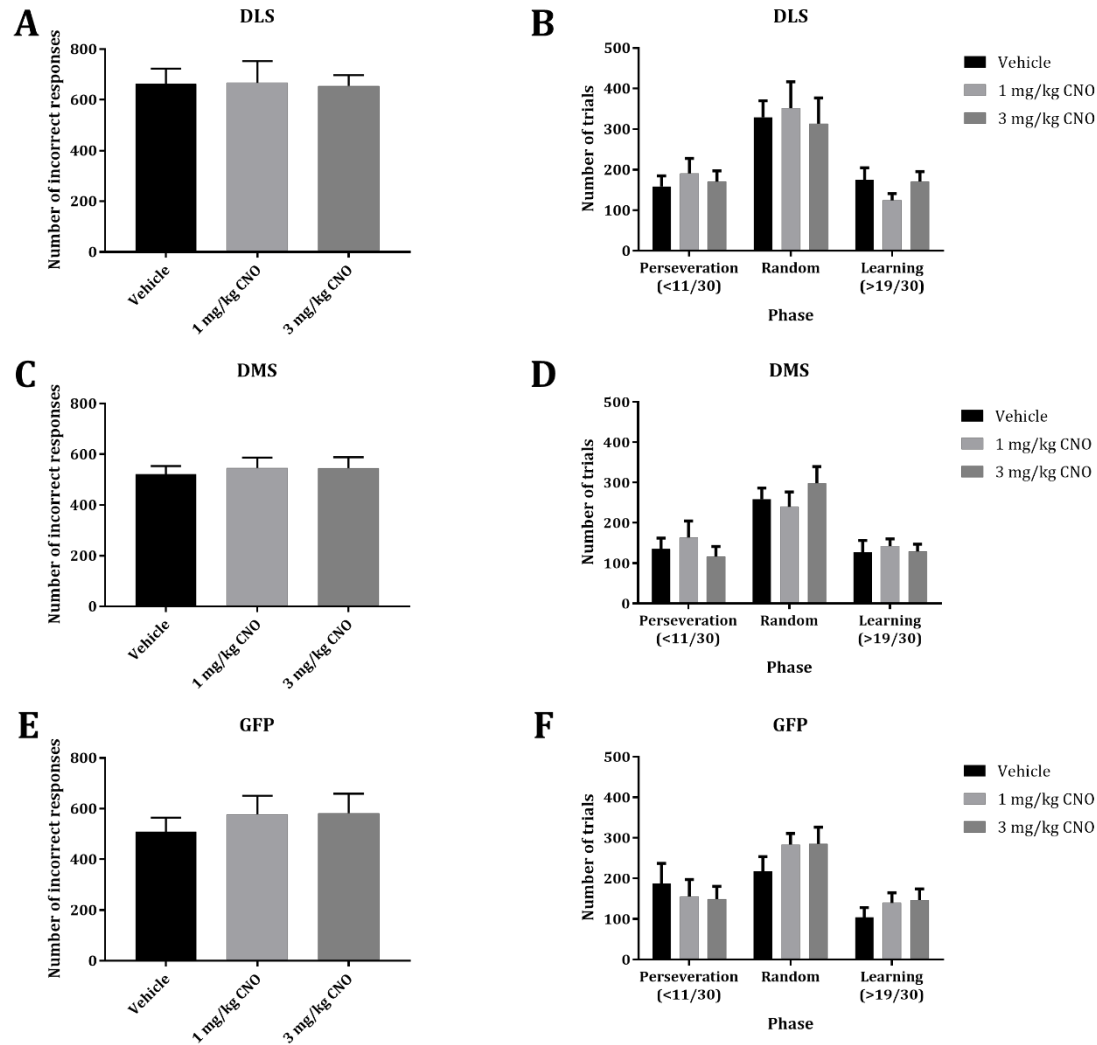 A
DLS
Number of incorrect responses
800
600
400
200
0
Vehicle
1 mg/kg CNO
3 mg/kg CNO
B
DLS
Number of trials
500
400
300
200
100
0
Perseveration
(<11/30)
Random
Learning
(>19/30)
Phase
Vehicle
1 mg/kg CNO
3 mg/kg CNO
C
DMS
Number of incorrect responses
800
600
400
200
0
Vehicle
1 mg/kg CNO
3 mg/kg CNO
D
DMS
Number of trials
500
400
300
200
100
0
Perseveration
(<11/30)
Random
Learning
(>19/30)
Phase
Vehicle
1 mg/kg CNO
3 mg/kg CNO
E
GFP
Number of incorrect responses
800
600
400
200
0
Vehicle
1 mg/kg CNO
3 mg/kg CNO
F
GFP
Number of trials
500
400
300
200
100
0
Perseveration
(<11/30)
Random
Learning
(>19/30)
Phase
Vehicle
1 mg/kg CNO
3 mg/kg CNO